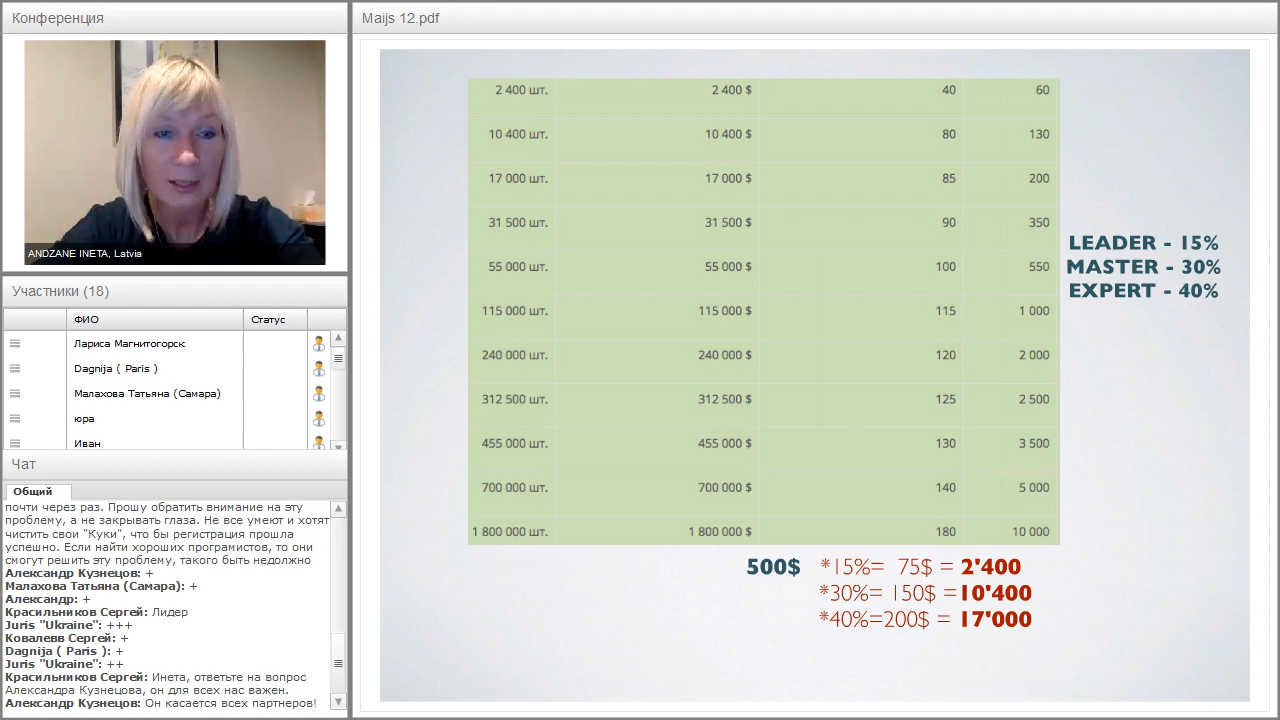 Конференция
ANDZANE INETA, Latvia
Участники (18)
ФИО Статус
Лариса Магнитогорск
Dagnija ( Paris )
Малахова Татьяна (Самара)
юра
Иван
Чат
Общий
почти через раз. Прошу обратить внимание на эту
проблему, а не закрывать глаза. Не все умеют и хотят
чистить свои "Куки", что бы регистрация прошла
успешно. Если найти хороших програмистов, то они
смогут решить эту проблему, такого быть недолжно
Александр Кузнецов: +
Малахова Татьяна (Самара): +
Александр: +
Красильников Сергей: Лидер
Juris "Ukraine": +++
Ковалевв Сергей: +
Dagnija ( Paris ): +
Juris "Ukraine": ++
Красильников Сергей: Инета, ответьте на вопрос
Александра Кузнецова, он для всех нас важен.
Александр Кузнецов: Он касается всех партнеров!
Maijs 12.pdf
2 400 шт. 2 400 $ 40 60
10 400 шт. 10 400 $ 80 130
17 000 шт. 17 000 $ 85 200
31 500 шт. 31 500 $ 90 350
55 000 шт. 55 000 $ 100 550
115 000 шт. 115 000 $ 115 1 000
240 000 шт. 240 000 $ 120 2 000
312 500 шт. 312 500 $ 125 2 500
455 000 шт. 455 000 $ 130 3 500
700 000 шт. 700 000 $ 140 5 000
1 800 000 шт. 1 800 000 $ 180 10 000
LEADER - 15%
MASTER - 30%
EXPERT - 40%
500$ *15%= 75$ = 2'400
*30%= 150$ =10'400
*40%=200$ = 17'000